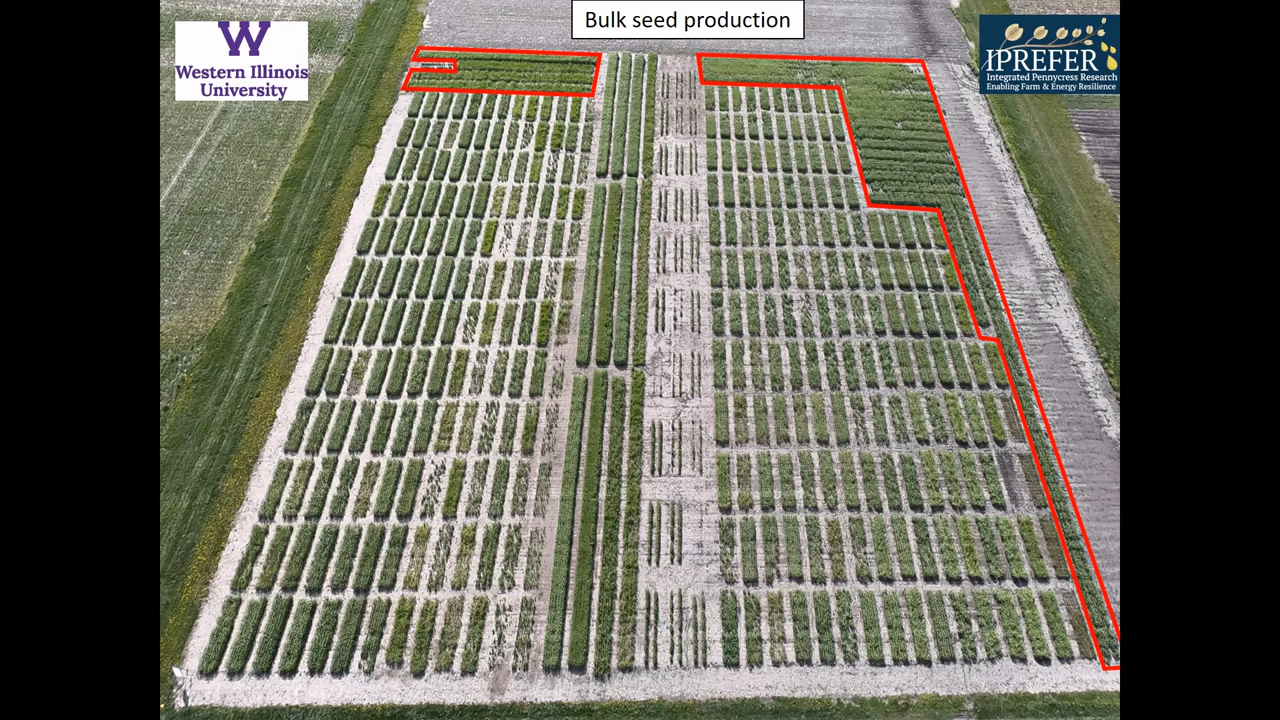 Bulk seed production
W
Western Illinois
University
IPREFER
Integrated Pennycress Research
Enabling Farm & Energy Resilience